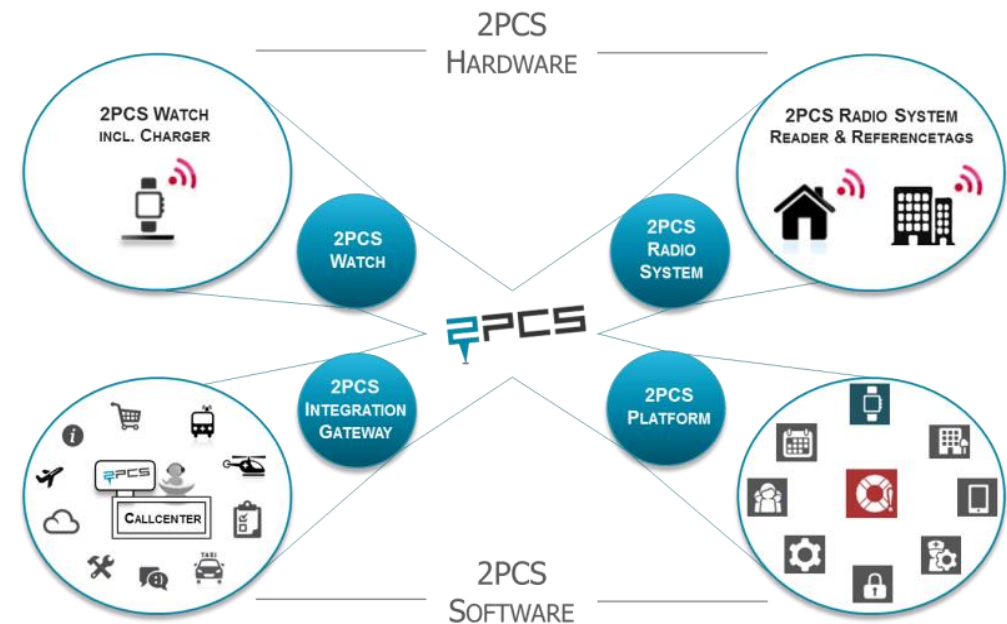 2PCS
HARDWARE
2PCS WATCH
INCL. CHARGER
2PCS RADIO SYSTEM
READER & REFERENCETAGS
2PCS
WATCH
2PCS
RADIO
SYSTEM
2PCS
2PCS
INTEGRATION
GATEWAY
2PCS
PLATFORM
2PCS
CALLCENTER
TAXI
2PCS
SOFTWARE